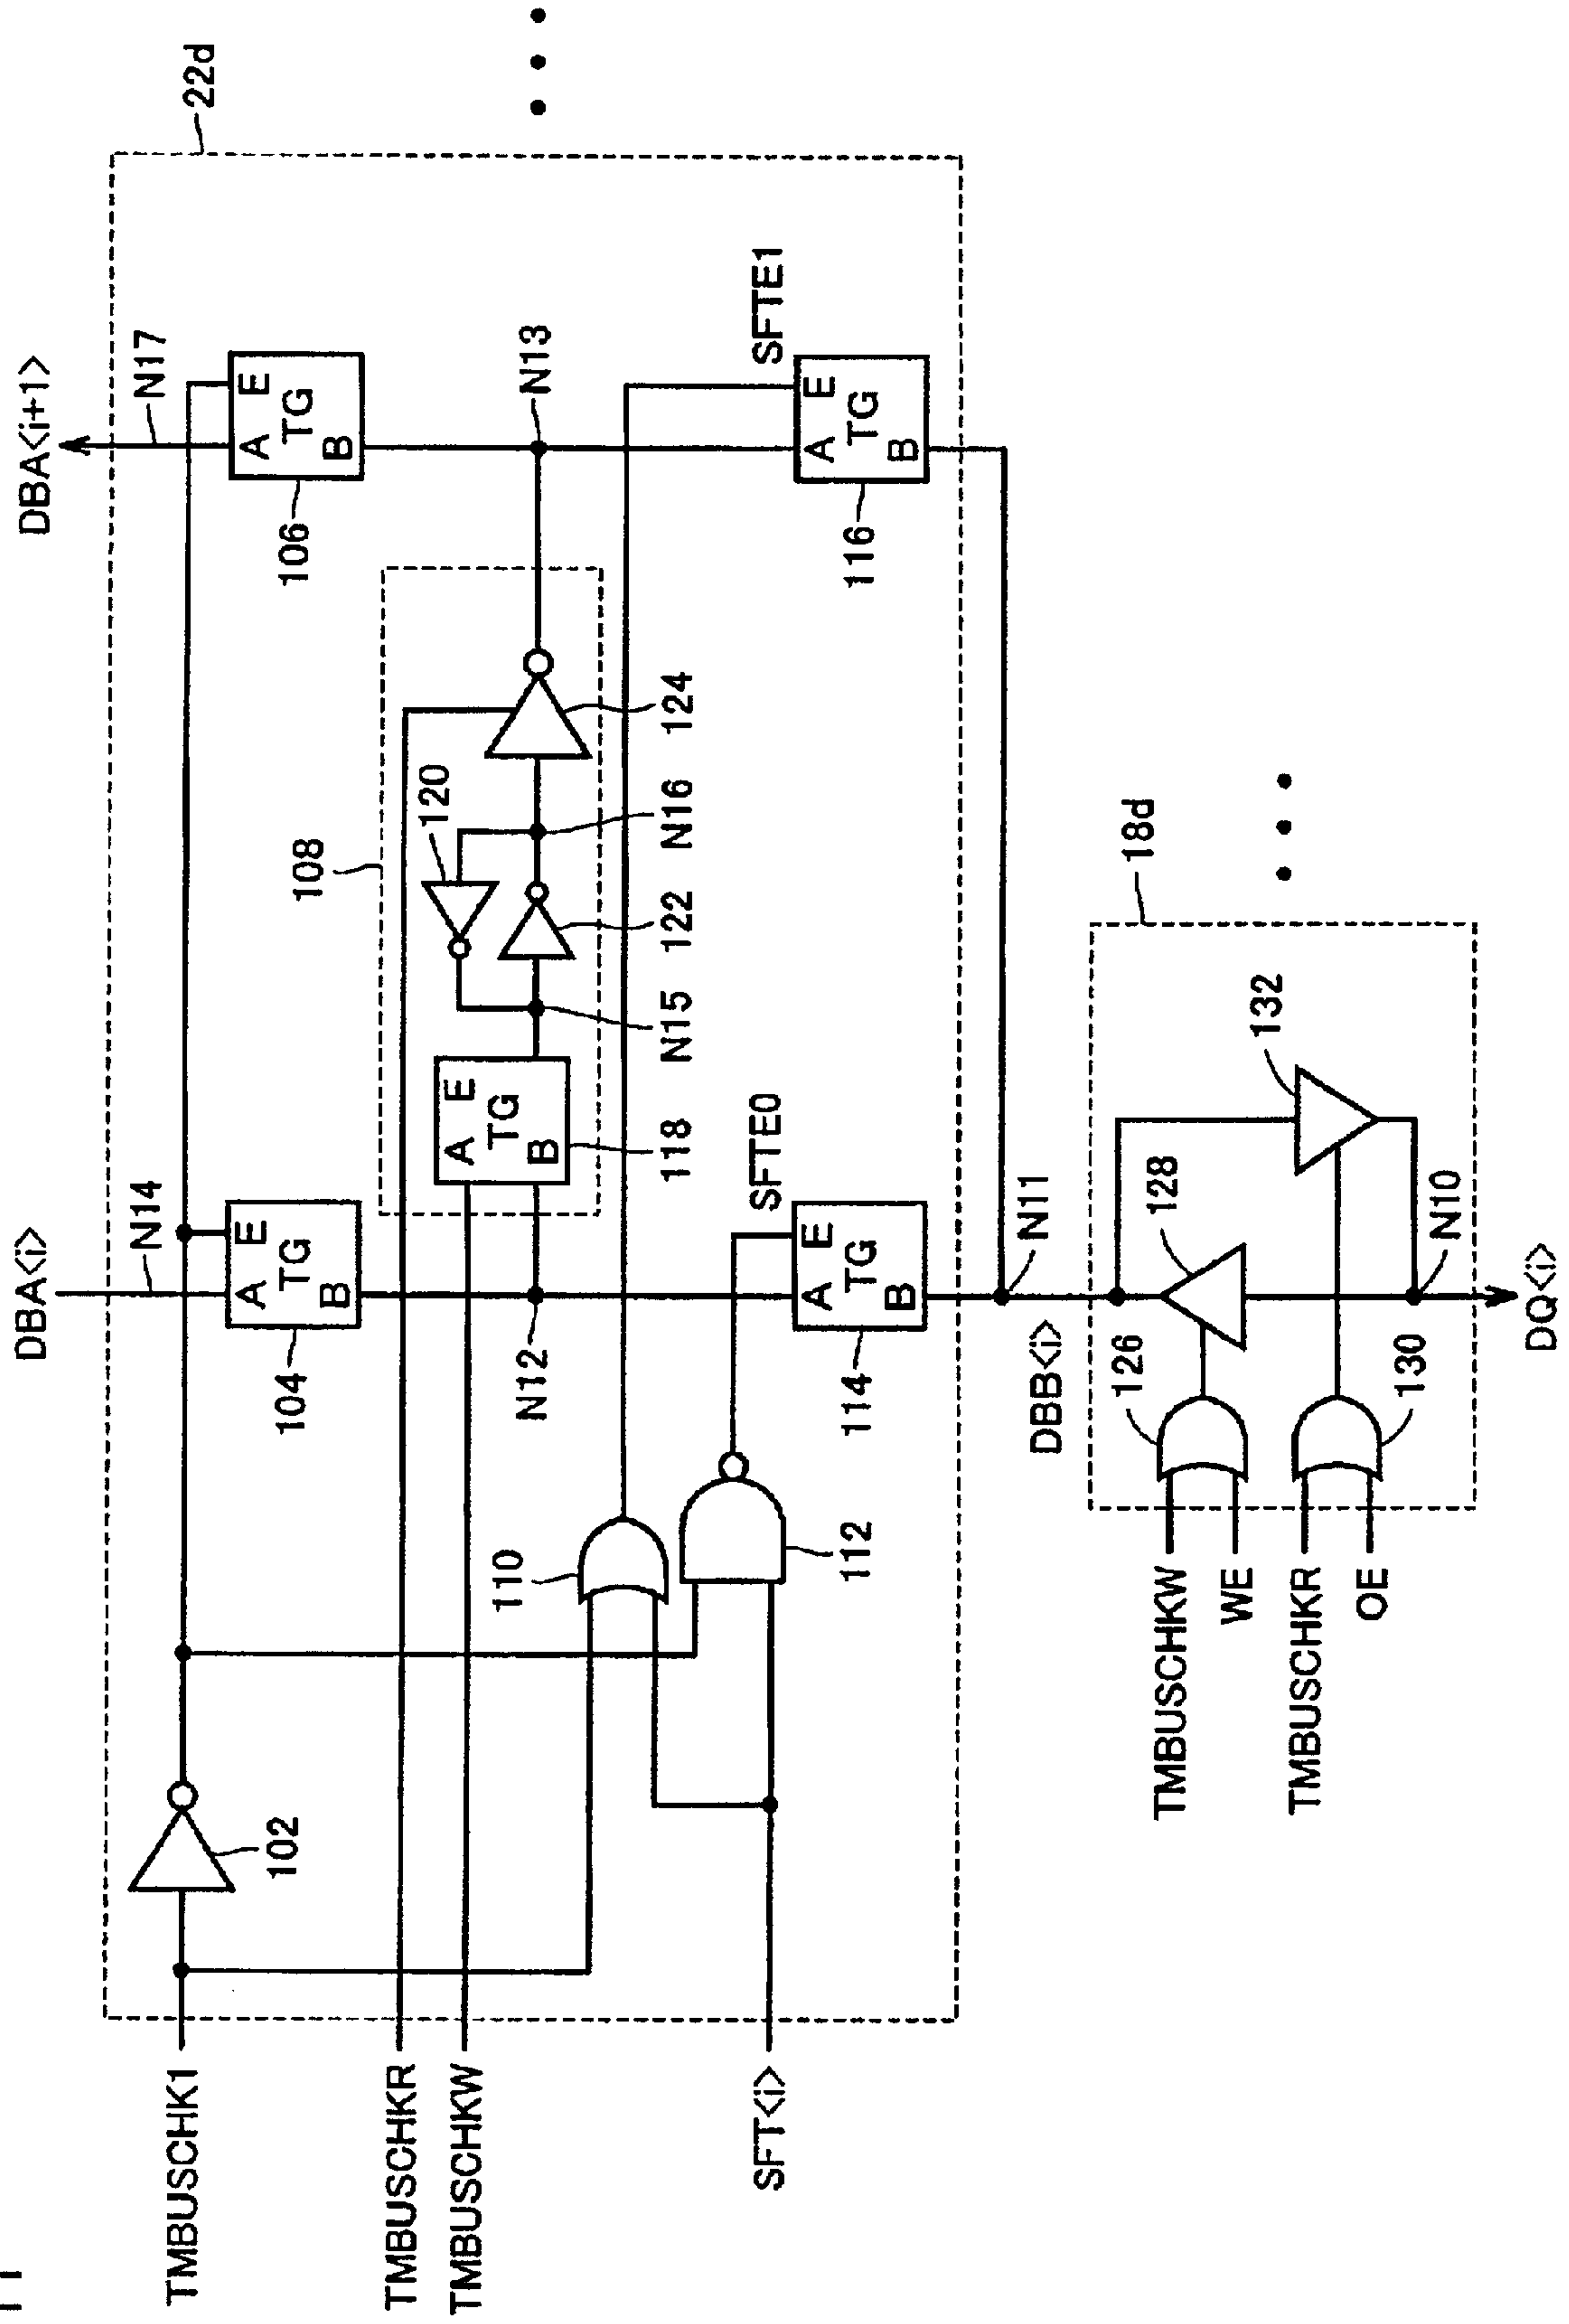 22d
DBA<i>
N14
DBA<i+1>
N17
A E
TG
B
104
A E
TG
B
106
102
108
120
N13
A E
TG
B
118
N15
122
N16
124
N12
110
112
SFTE0
A E
TG
B
114
SFTE1
A E
TG
B
116
TMBUSCHK1
TMBUSCHKR
TMBUSCHKW
SFT<i>
DBB<i>
N11
18d
126
128
132
130
N10
TMBUSCHKW
WE
TMBUSCHKR
OE
DQ<i>